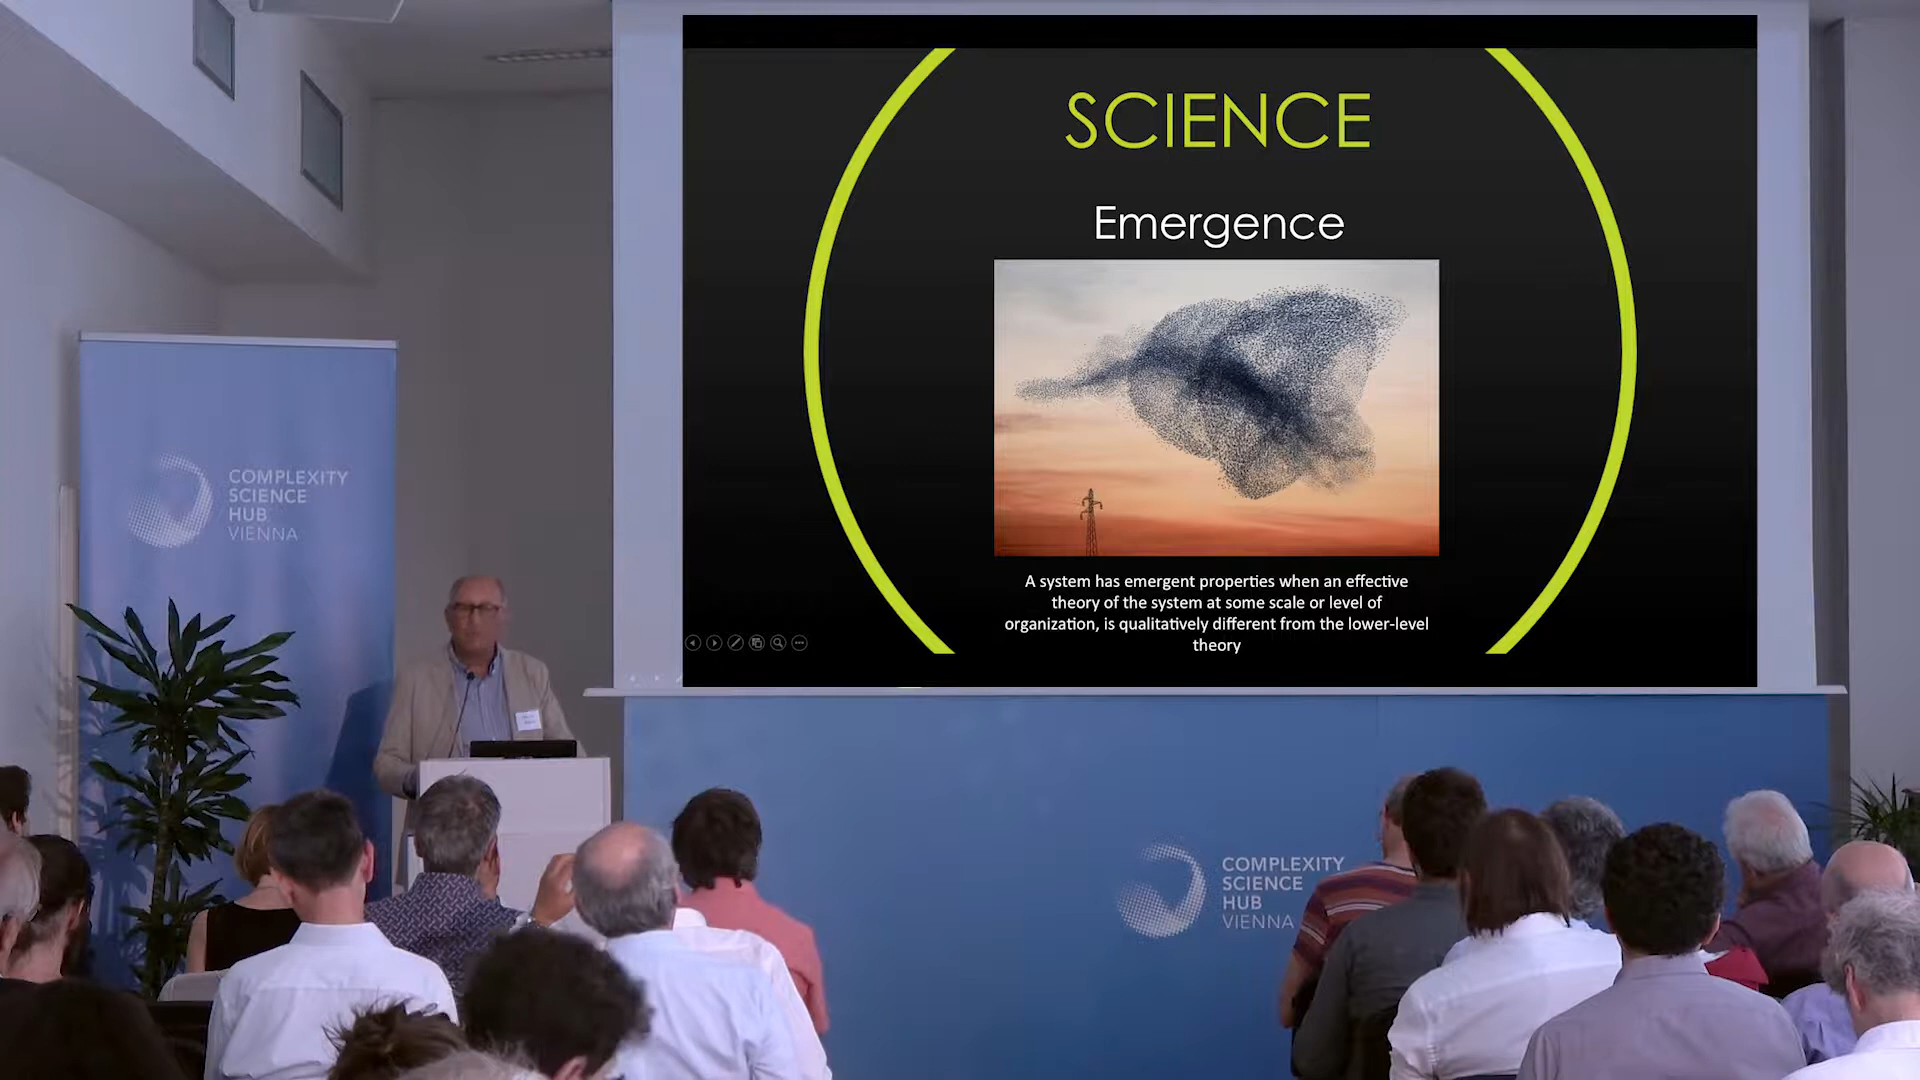 SCIENCE
Emergence
A system has emergent properties when an effective
theory of the system at some scale or level of
organization, is qualitatively different from the lower-level
theory
COMPLEXITY
SCIENCE
HUB
VIENNA
COMPLEXITY
SCIENCE
HUB
VIENNA